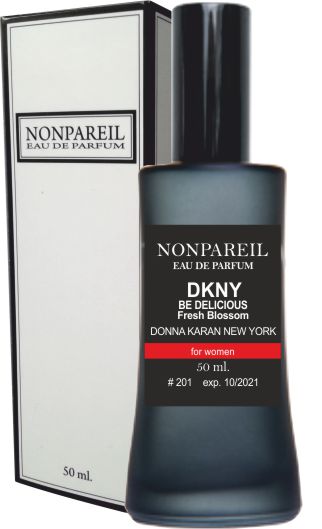 NONPAREIL
EAU DE PARFUM
50 ml.
NONPAREIL
EAU DE PARFUM
DKNY
BE DELICIOUS
Fresh Blossom
DONNA KARAN NEW YORK
for women
50 ml.
# 201 exp. 10/2021